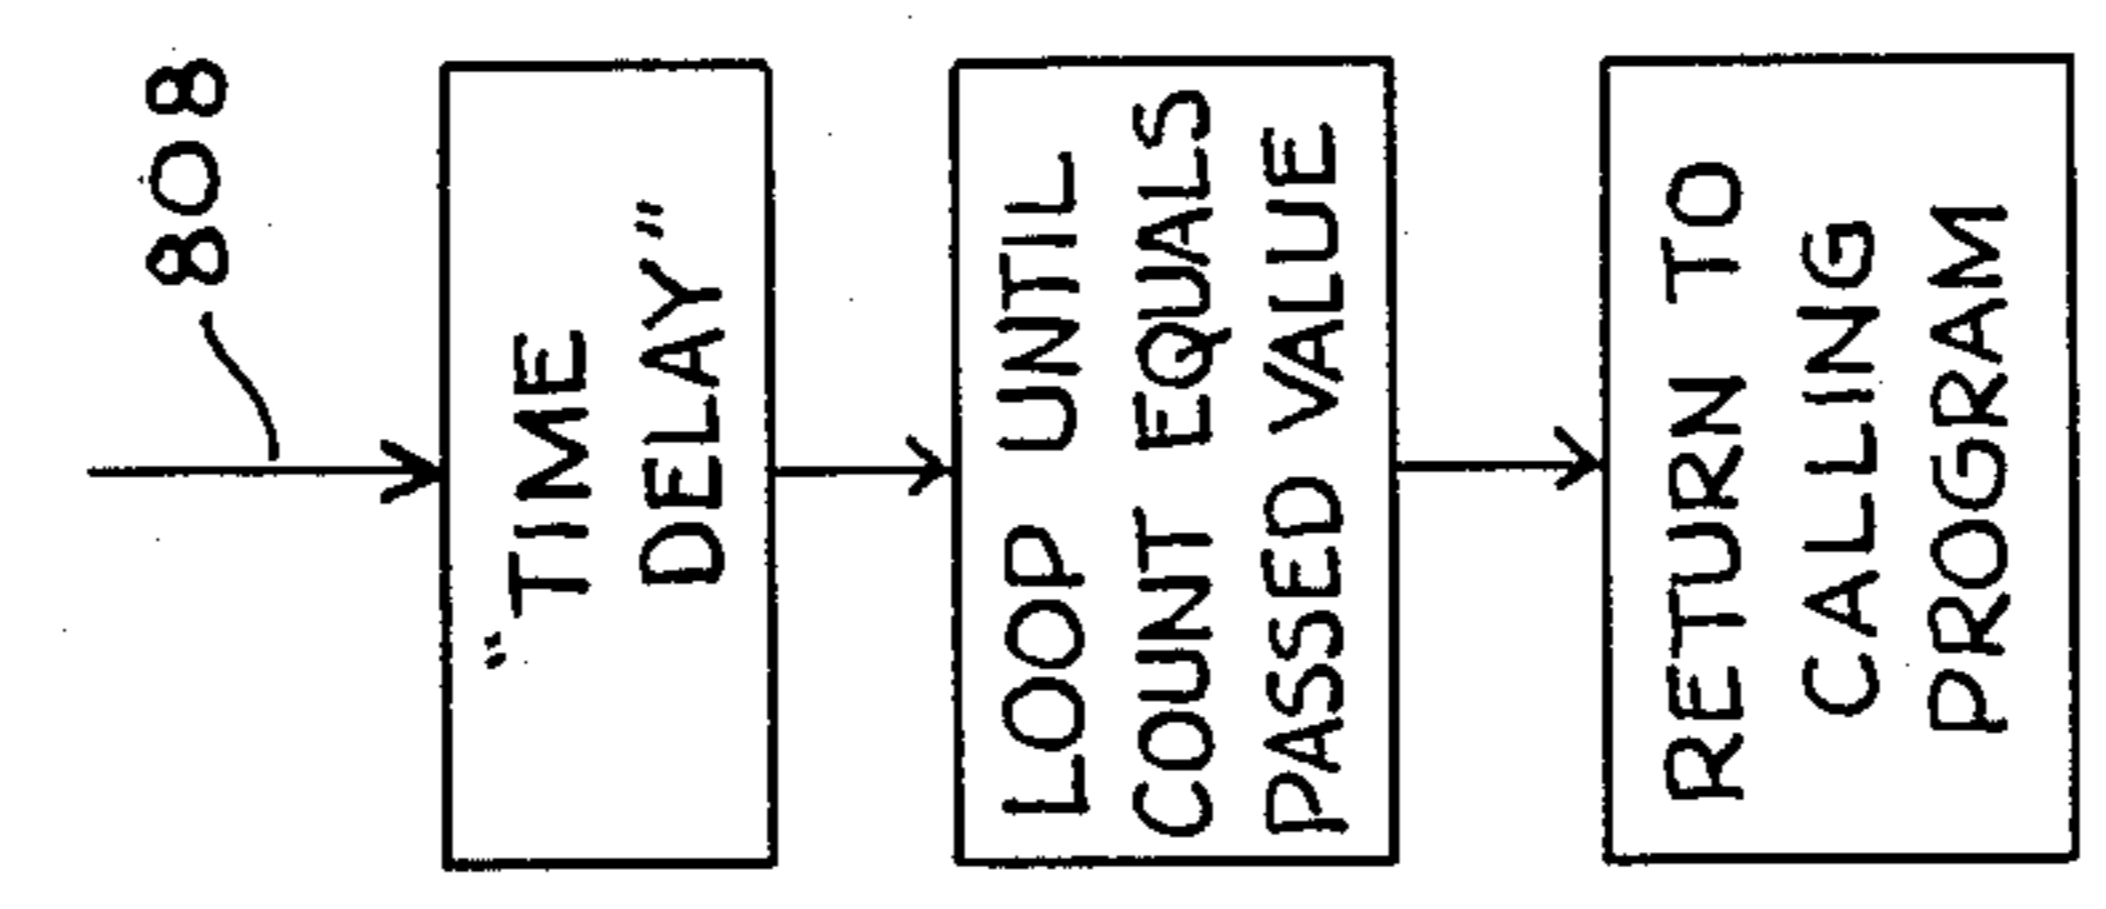 808
"TIME
DELAY"
LOOP UNTIL
COUNT EQUALS
PASSED VALUE
RETURN TO
CALLING
PROGRAM